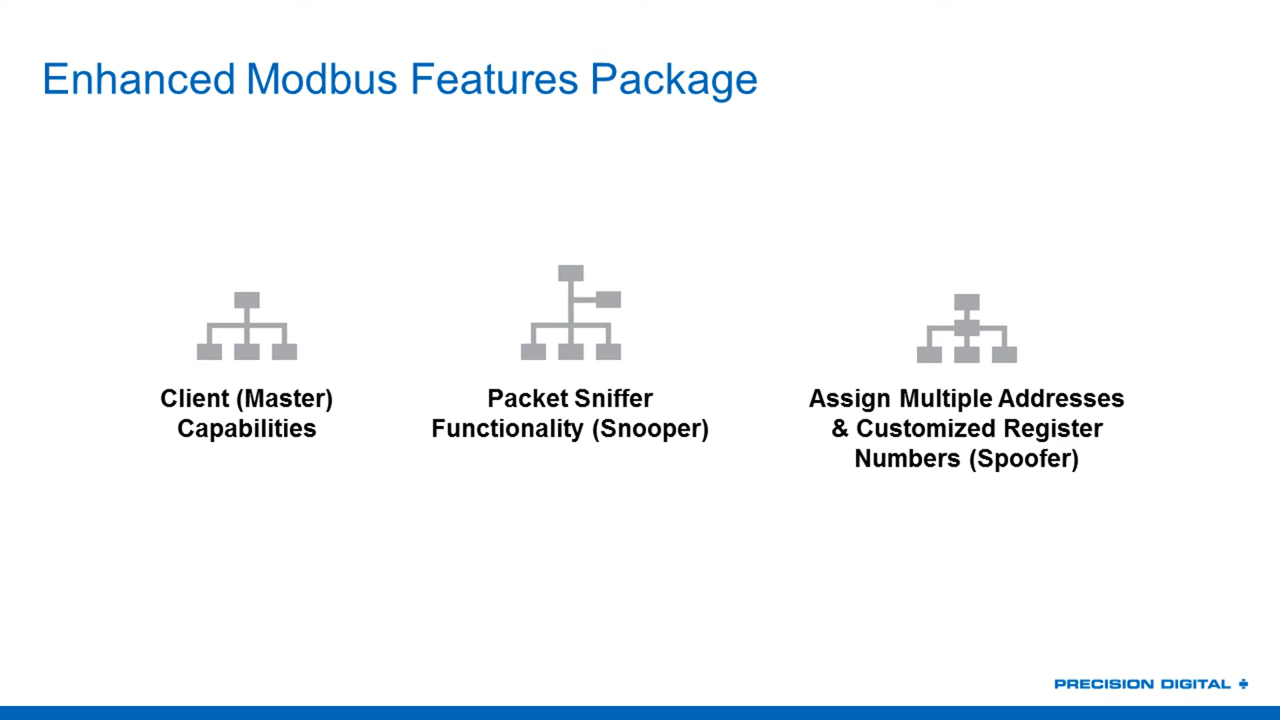 Enhanced Modbus Features Package
Client (Master)
Capabilities
Packet Sniffer
Functionality (Snooper)
Assign Multiple Addresses
& Customized Register
Numbers (Spoofer)
PRECISION DIGITAL